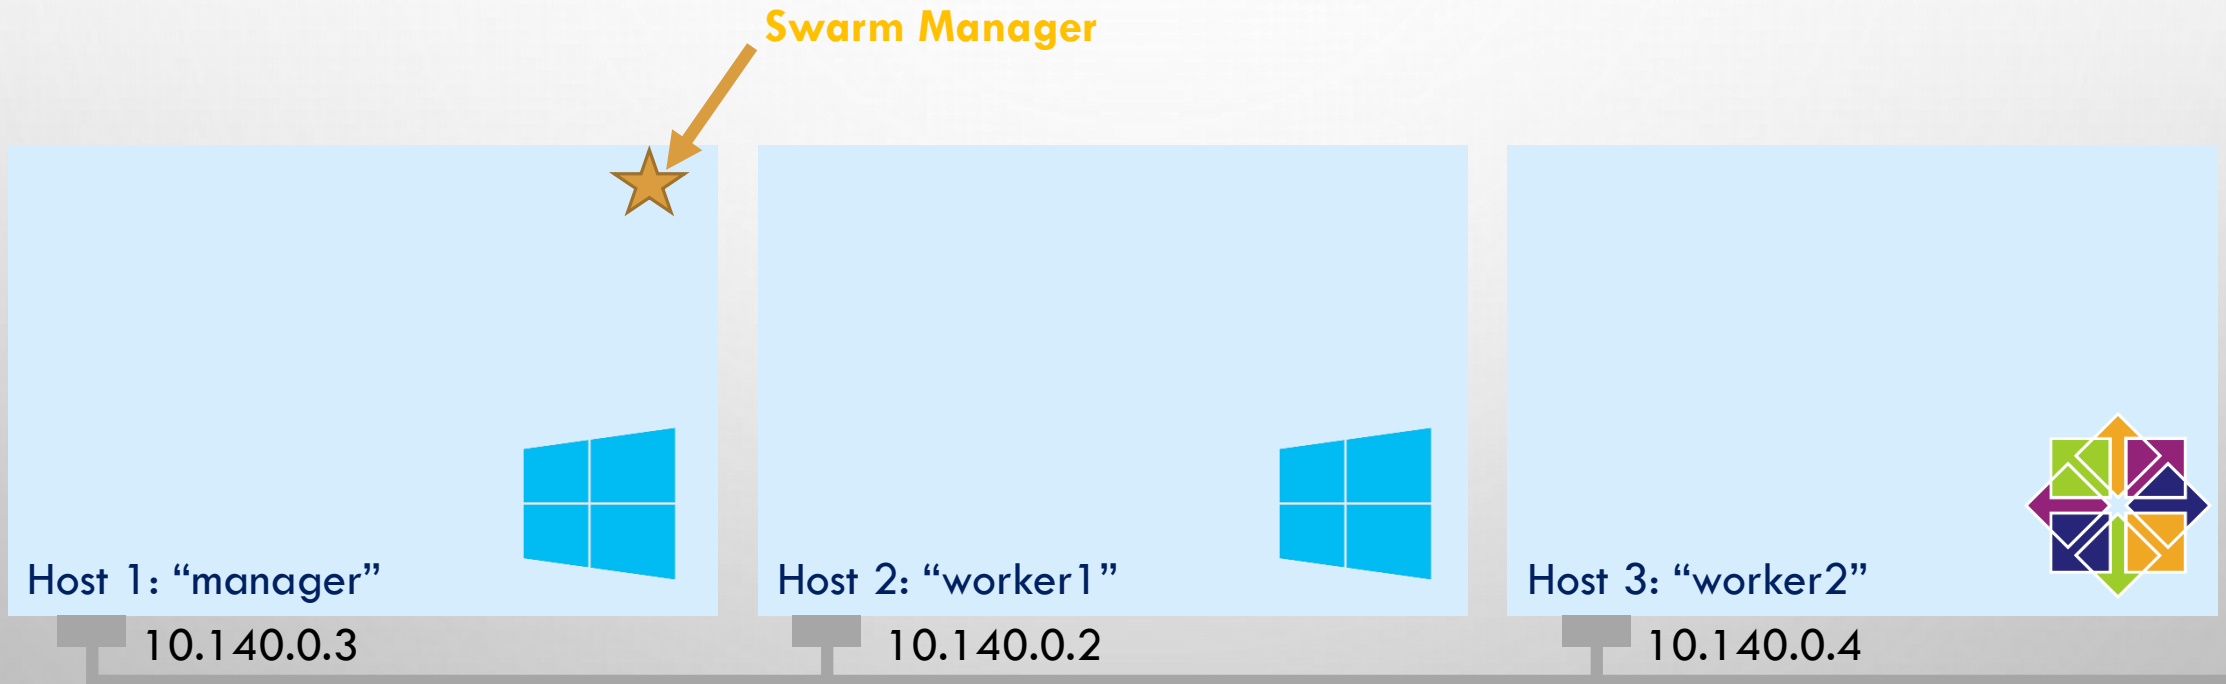 Swarm Manager
Host 1: “manager”
Host 2: “worker1”
Host 3: “worker2”
10.140.0.3
10.140.0.2
10.140.0.4